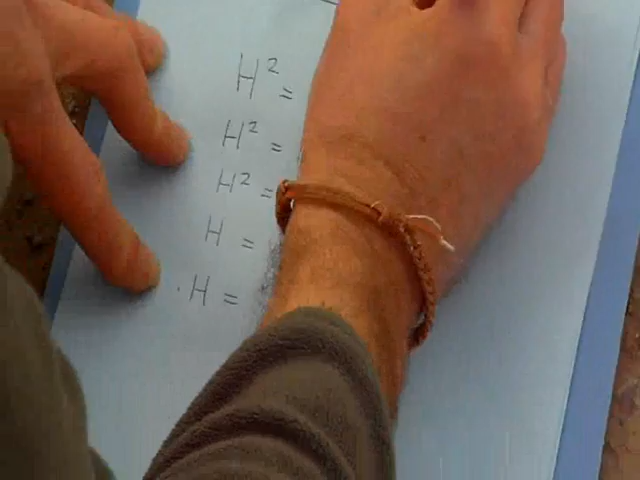 H² =
H² =
H² =
H =
. H =